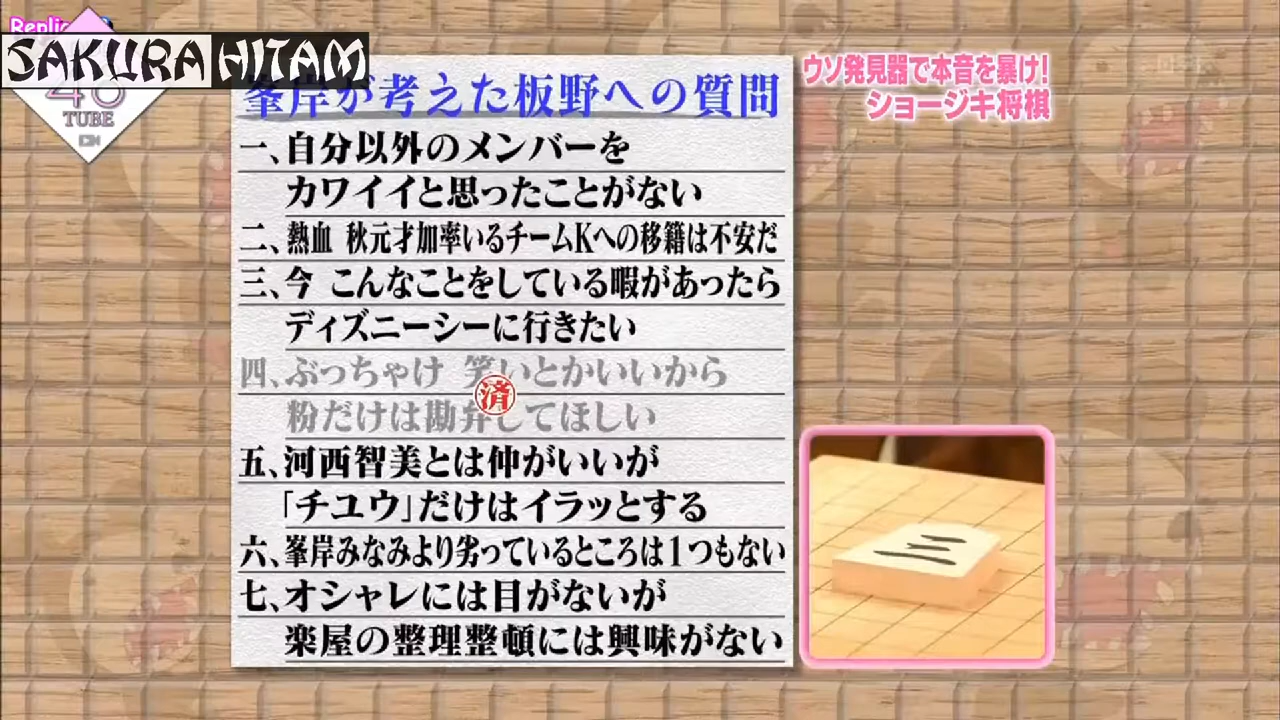 SAKURA HITAM
48
TUBE
ウソ発見器で本音を暴け!
ショージキ将棋
峯岸が考えた板野への質問
一、自分以外のメンバーを
カワイイと思ったことがない
二、熱血 秋元才加率いるチームKへの移籍は不安だ
三、今 こんなことをしている暇があったら
ディズニーシーに行きたい
四、ぶっちゃけ 笑いとかいいから
粉だけは勘弁してほしい
済
五、河西智美とは仲がいいが
「チユウ」だけはイラッとする
六、峯岸みなみより劣っているところは1つもない
七、オシャレには目がないが
楽屋の整理整頓には興味がない
三